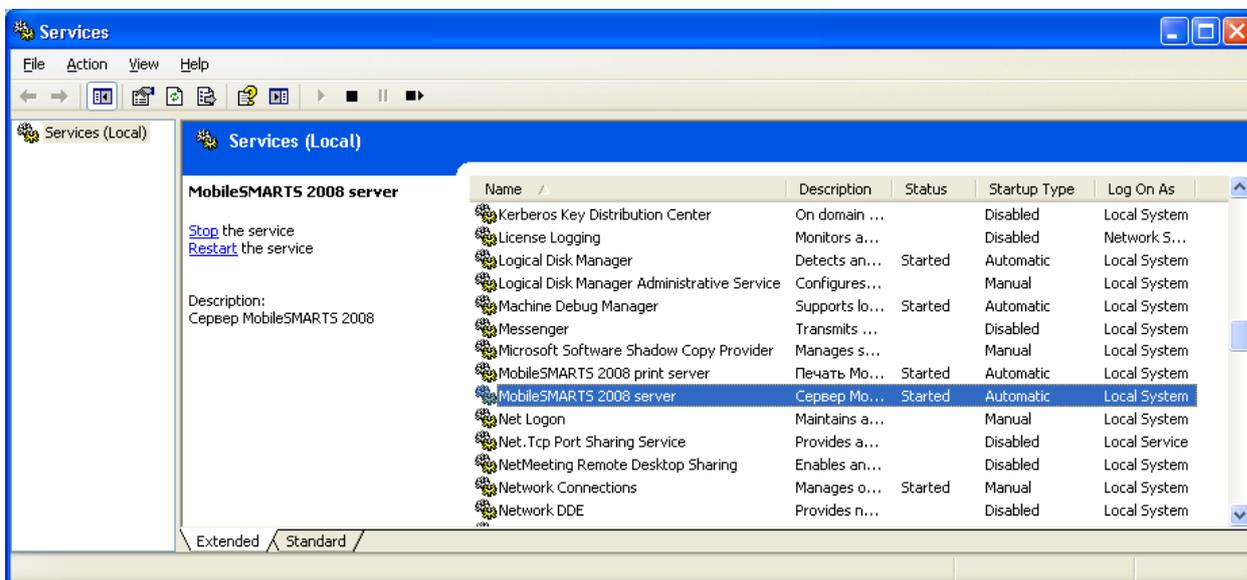 Services
File Action View Help
Services (Local)
Services (Local)
MobileSMARTS 2008 server
Stop the service
Restart the service
Description:
Сервер MobileSMARTS 2008
Name Description Status Startup Type Log On As
Kerberos Key Distribution Center On domain ... Disabled Local System
License Logging Monitors a... Disabled Network S...
Logical Disk Manager Detects an... Started Automatic Local System
Logical Disk Manager Administrative Service Configures... Manual Local System
Machine Debug Manager Supports lo... Started Automatic Local System
Messenger Transmits ... Disabled Local System
Microsoft Software Shadow Copy Provider Manages s... Manual Local System
MobileSMARTS 2008 print server Печать Мо... Started Automatic Local System
MobileSMARTS 2008 server Сервер Мо... Started Automatic Local System
Net Logon Maintains a... Manual Local System
Net.Tcp Port Sharing Service Provides a... Disabled Local Service
NetMeeting Remote Desktop Sharing Enables an... Disabled Local System
Network Connections Manages o... Started Manual Local System
Network DDE Provides n... Disabled Local System
Extended Standard